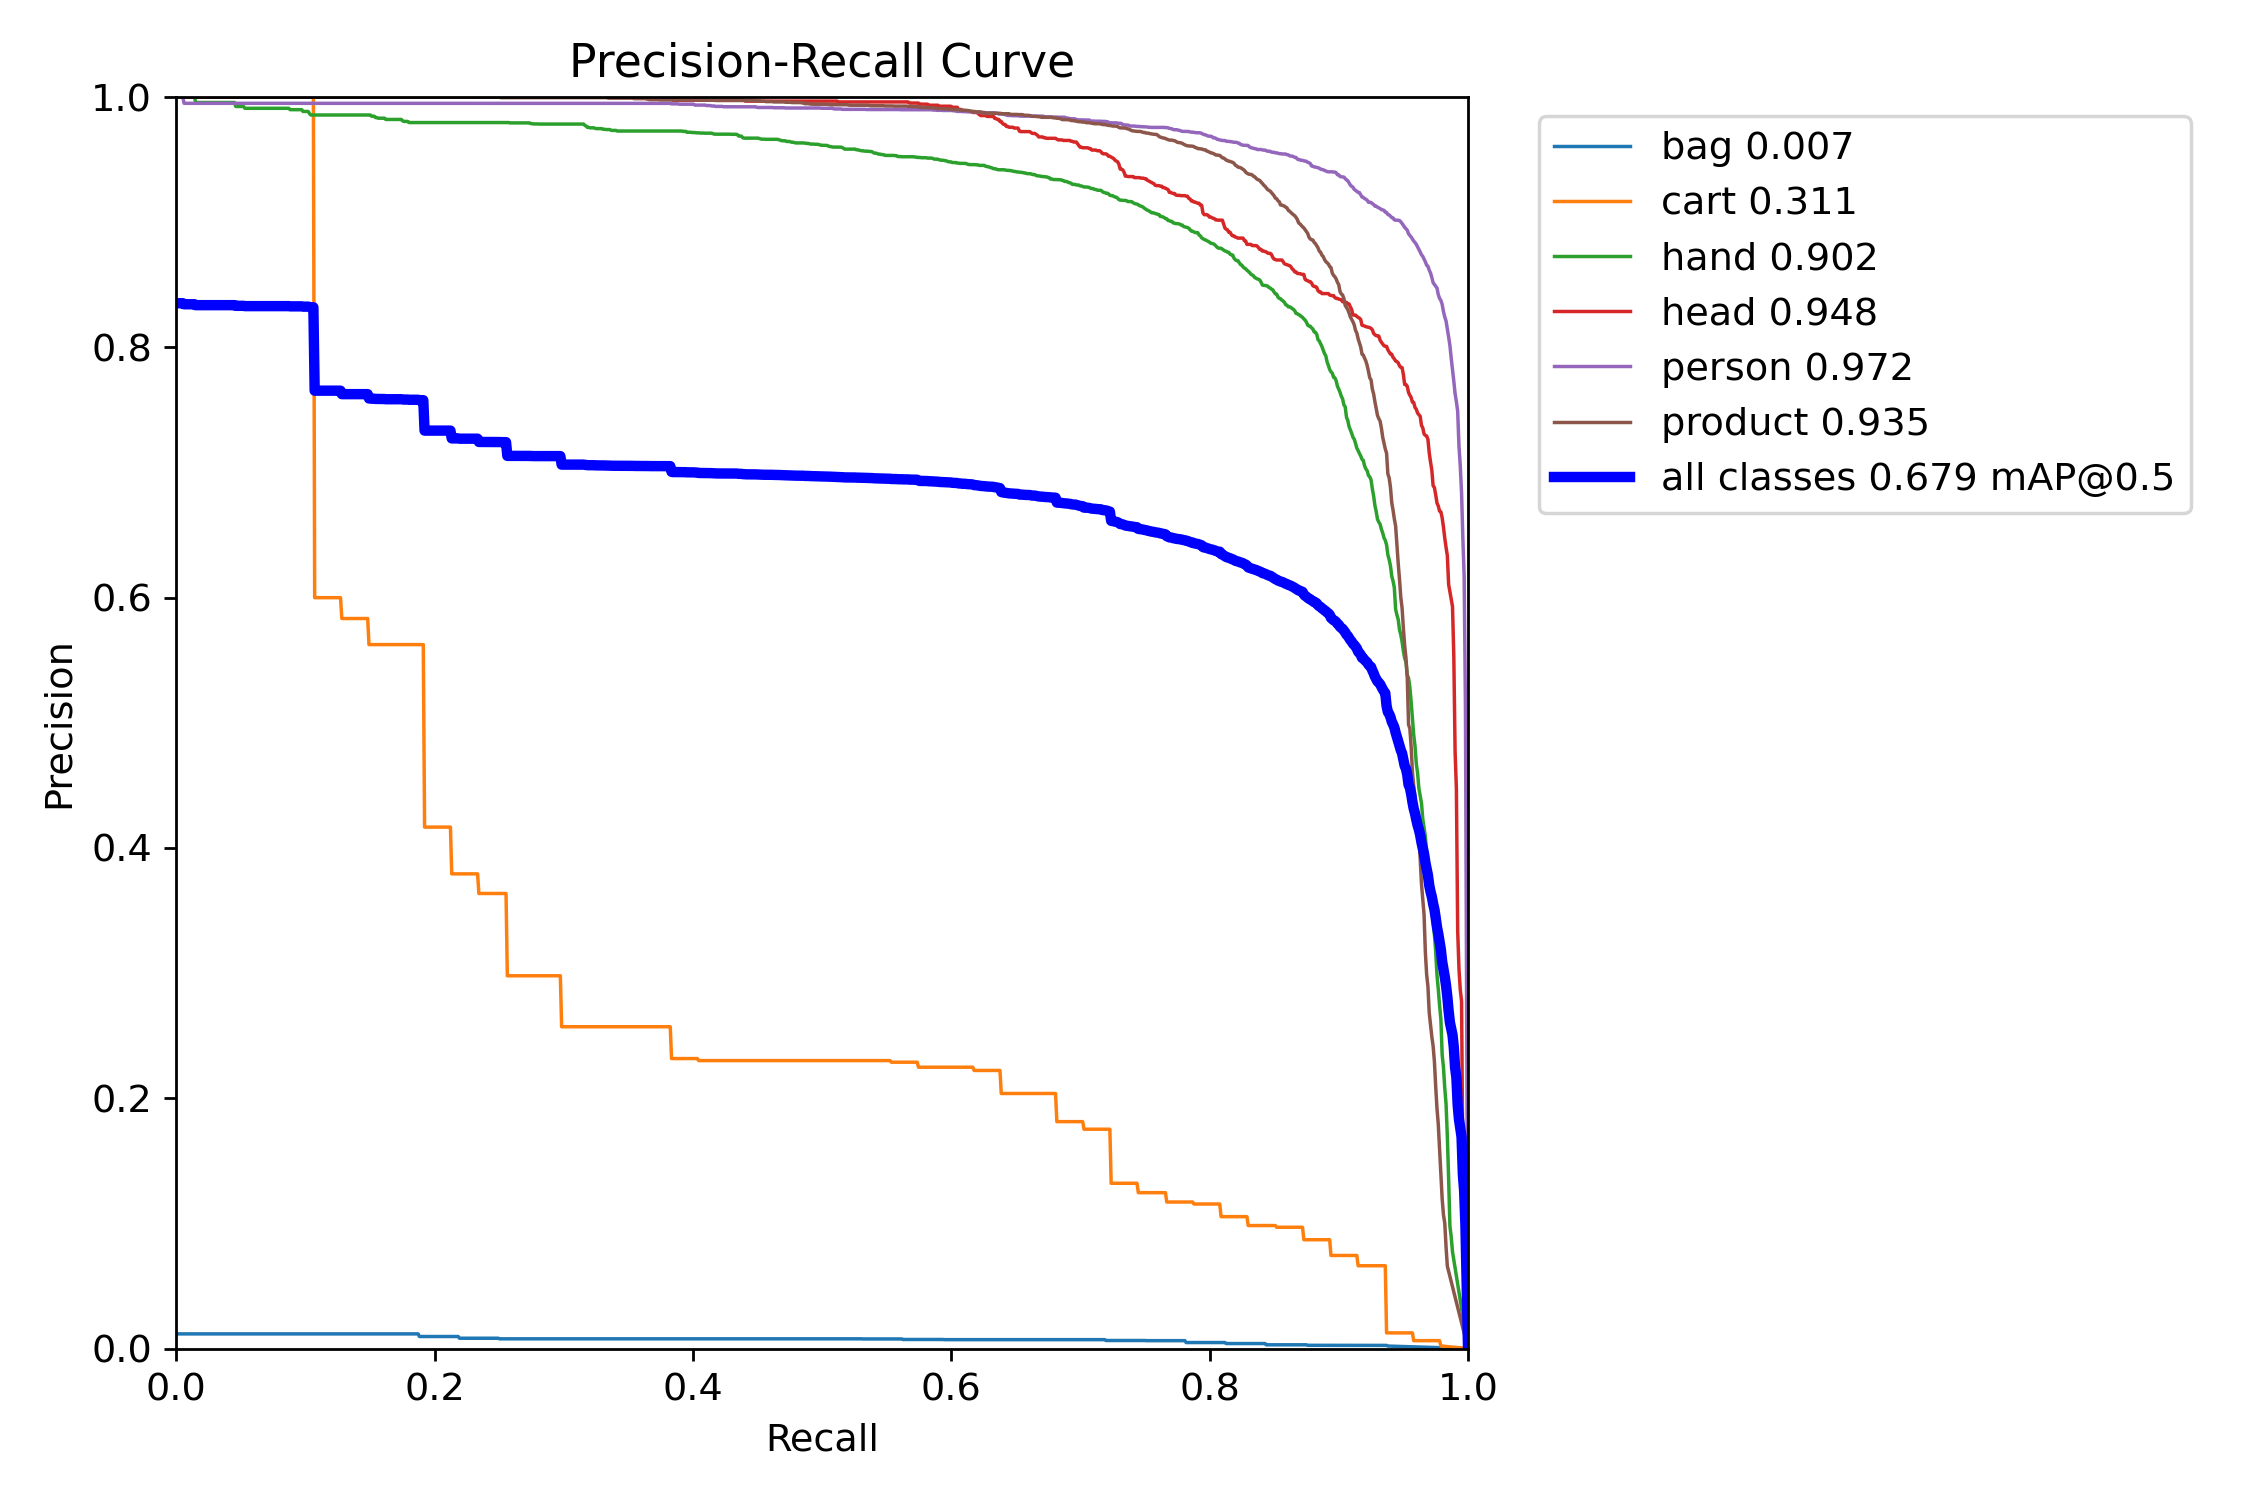 Precision-Recall Curve
1.0
0.8
0.6
0.4
0.2
0.0
Precision
0.0 0.2 0.4 0.6 0.8 1.0
Recall
bag 0.007
cart 0.311
hand 0.902
head 0.948
person 0.972
product 0.935
all classes 0.679 mAP@0.5